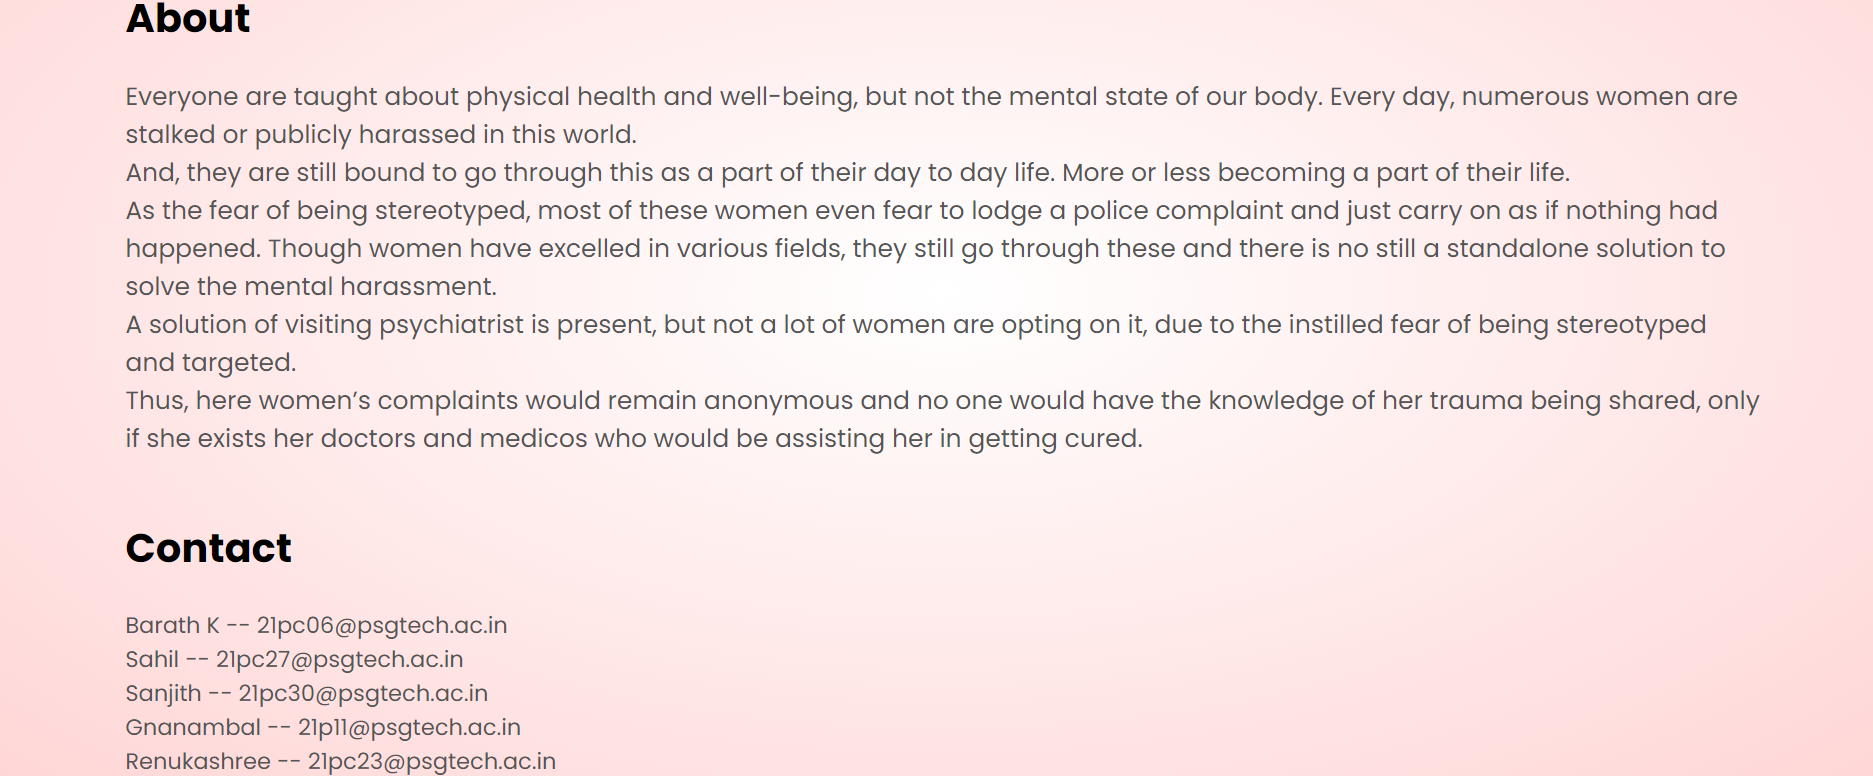 About
Everyone are taught about physical health and well-being, but not the mental state of our body. Every day, numerous women are
stalked or publicly harassed in this world.
And, they are still bound to go through this as a part of their day to day life. More or less becoming a part of their life.
As the fear of being stereotyped, most of these women even fear to lodge a police complaint and just carry on as if nothing had
happened. Though women have excelled in various fields, they still go through these and there is no still a standalone solution to
solve the mental harassment.
A solution of visiting psychiatrist is present, but not a lot of women are opting on it, due to the instilled fear of being stereotyped
and targeted.
Thus, here women’s complaints would remain anonymous and no one would have the knowledge of her trauma being shared, only
if she exists her doctors and medicos who would be assisting her in getting cured.
Contact
Barath K -- 21pc06@psgtech.ac.in
Sahil -- 21pc27@psgtech.ac.in
Sanjith -- 21pc30@psgtech.ac.in
Gnanambal -- 21p11@psgtech.ac.in
Renukashree -- 21pc23@psgtech.ac.in